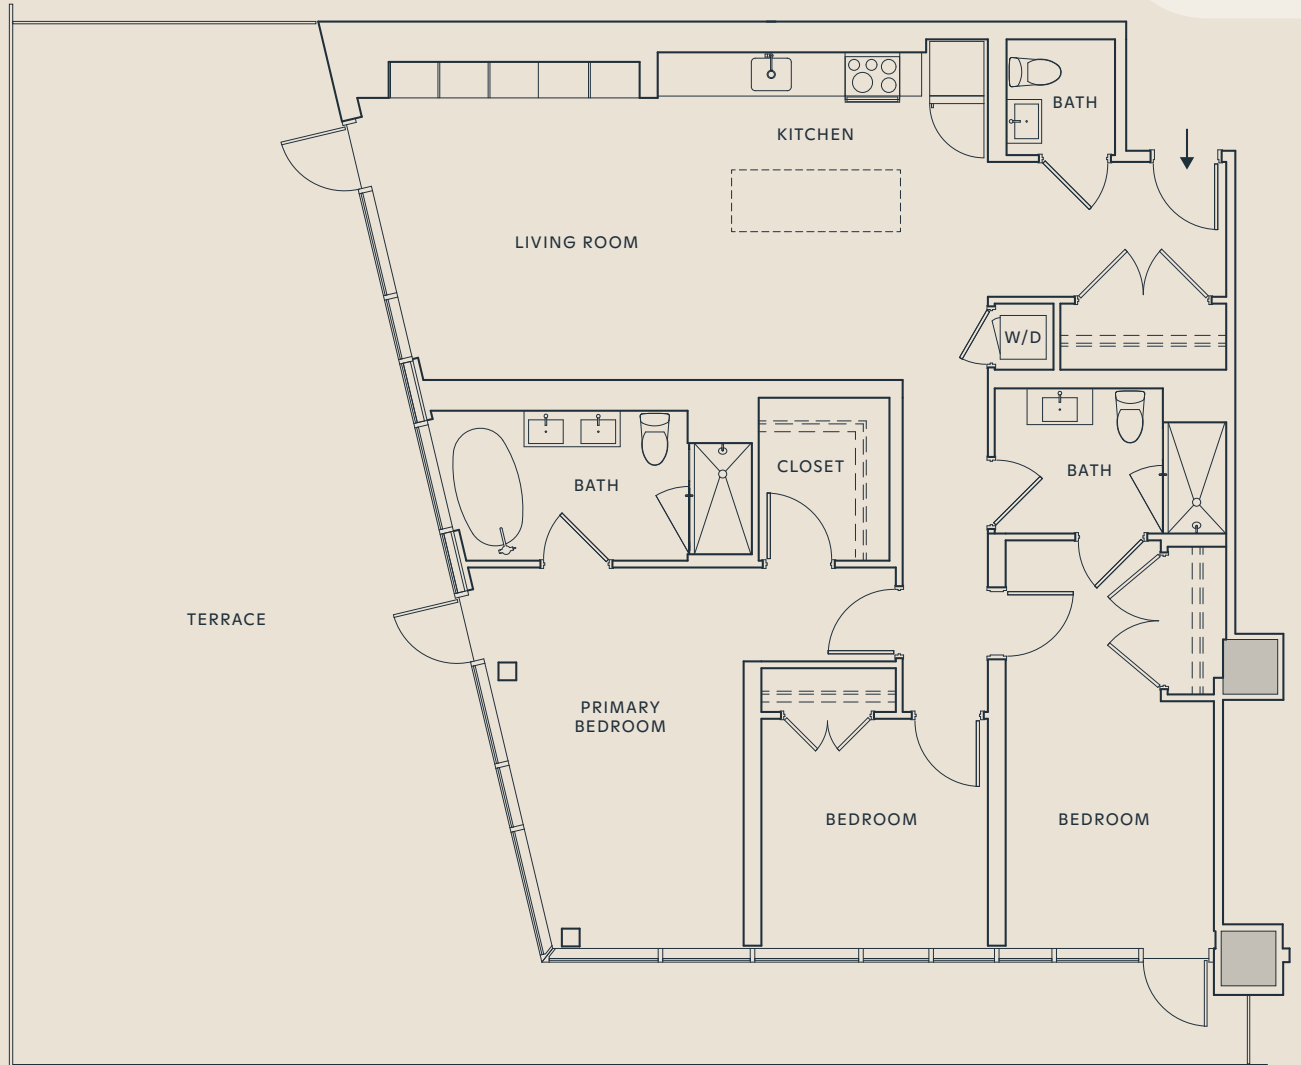 BATH
KITCHEN
LIVING ROOM
W/D
CLOSET
BATH
BATH
TERRACE
PRIMARY
BEDROOM
BEDROOM
BEDROOM